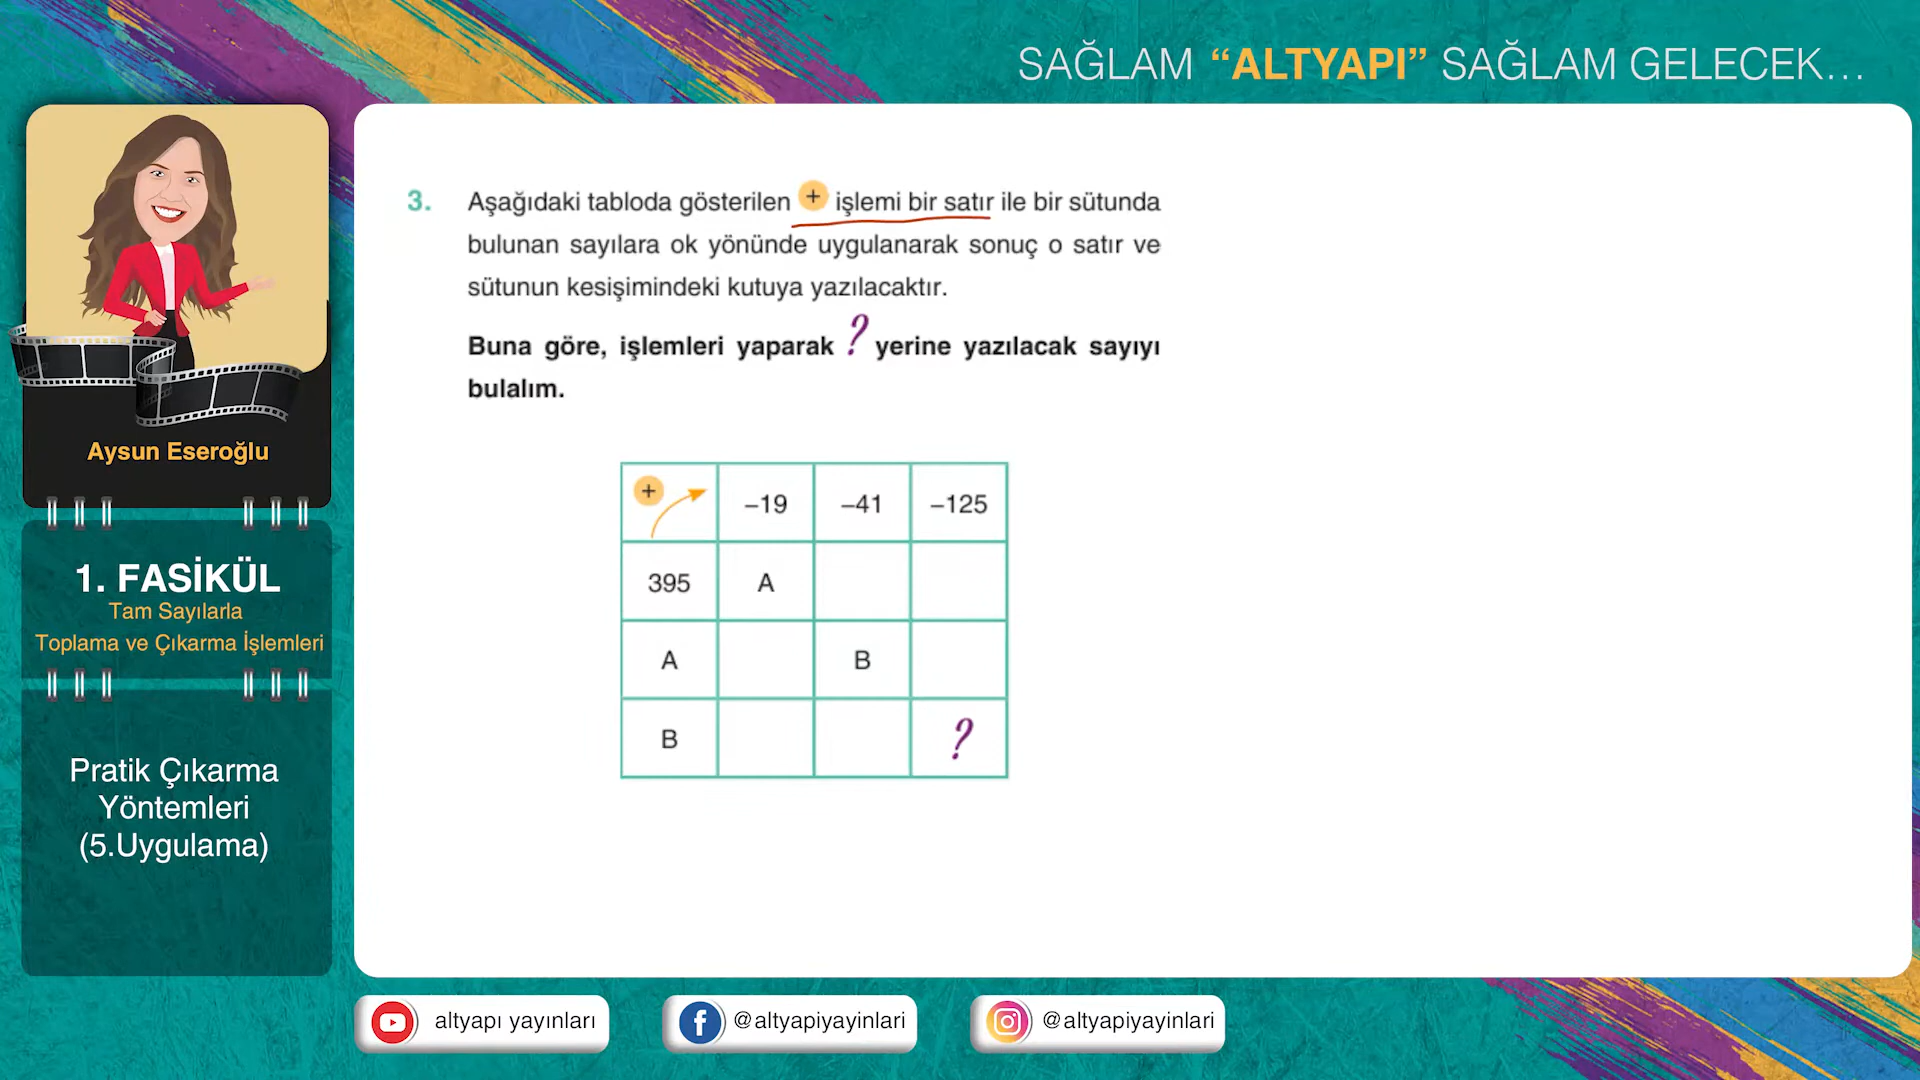 SAĞLAM “ALTYAPI” SAĞLAM GELECEK...
Aysun Eseroğlu
1. FASİKÜL
Tam Sayılarla
Toplama ve Çıkarma İşlemleri
Pratik Çıkarma
Yöntemleri
(5.Uygulama)
3. Aşağıdaki tabloda gösterilen + işlemi bir satır ile bir sütunda
bulunan sayılara ok yönünde uygulanarak sonuç o satır ve
sütunun kesişimindeki kutuya yazılacaktır.
Buna göre, işlemleri yaparak ? yerine yazılacak sayıyı
bulalım.
+ –19 –41 –125
395 A
A B
B ?
altyapı yayınları
@altyapiyayinlari
@altyapiyayinlari